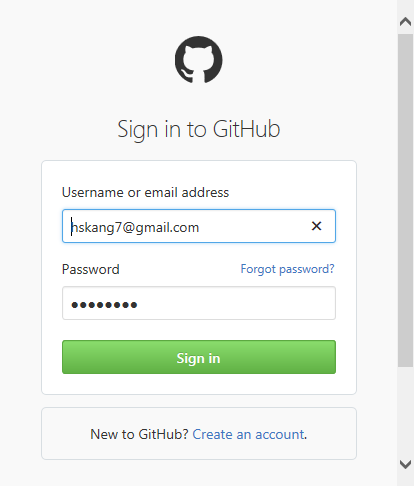 Sign in to GitHub
Username or email address
hskang7@gmail.com
Password Forgot password?
••••••••
Sign in
New to GitHub? Create an account.